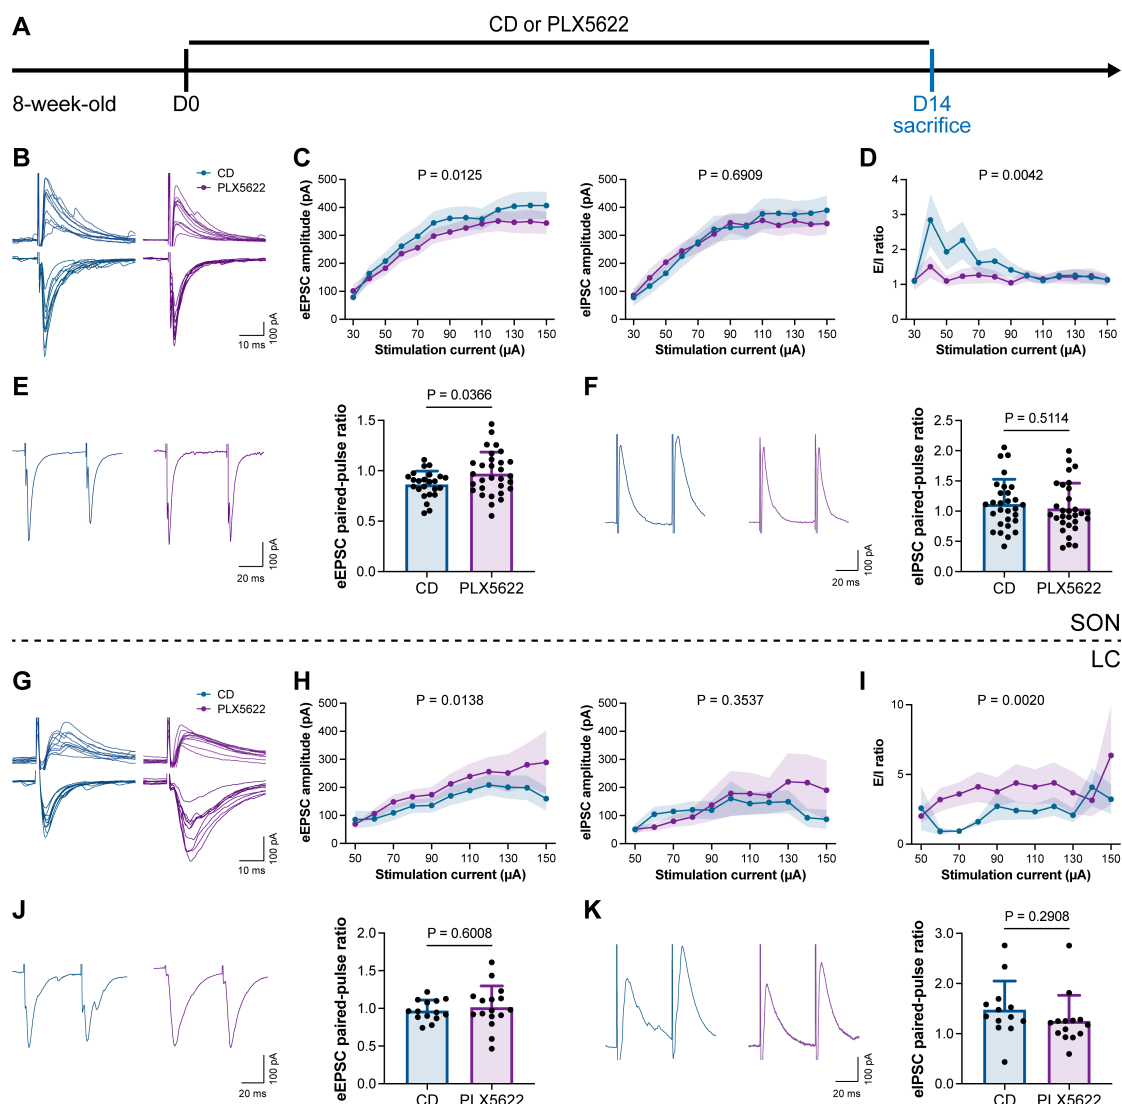 A
CD or PLX5622
8-week-old
D0
D14
sacrifice
B
CD
PLX5622
10 ms
100 pA
C
P = 0.0125
eEPSC amplitude (pA)
500
400
300
200
100
0
30 50 70 90 110 130 150
Stimulation current (µA)
P = 0.6909
eIPSC amplitude (pA)
500
400
300
200
100
0
30 50 70 90 110 130 150
Stimulation current (µA)
D
P = 0.0042
E/I ratio
4
3
2
1
0
30 50 70 90 110 130 150
Stimulation current (µA)
E
20 ms
100 pA
P = 0.0366
eEPSC paired-pulse ratio
1.5
1.0
0.5
0.0
CD PLX5622
F
20 ms
100 pA
P = 0.5114
eIPSC paired-pulse ratio
2.5
2.0
1.5
1.0
0.5
0.0
CD PLX5622
SON
LC
G
CD
PLX5622
10 ms
100 pA
H
P = 0.0138
eEPSC amplitude (pA)
500
400
300
200
100
0
50 70 90 110 130 150
Stimulation current (µA)
P = 0.3537
eIPSC amplitude (pA)
500
400
300
200
100
0
50 70 90 110 130 150
Stimulation current (µA)
I
P = 0.0020
E/I ratio
10
5
0
50 70 90 110 130 150
Stimulation current (µA)
J
20 ms
100 pA
P = 0.6008
eEPSC paired-pulse ratio
2.0
1.5
1.0
0.5
0.0
CD PLX5622
K
20 ms
100 pA
P = 0.2908
eIPSC paired-pulse ratio
3.0
2.0
1.0
0.0
CD PLX5622